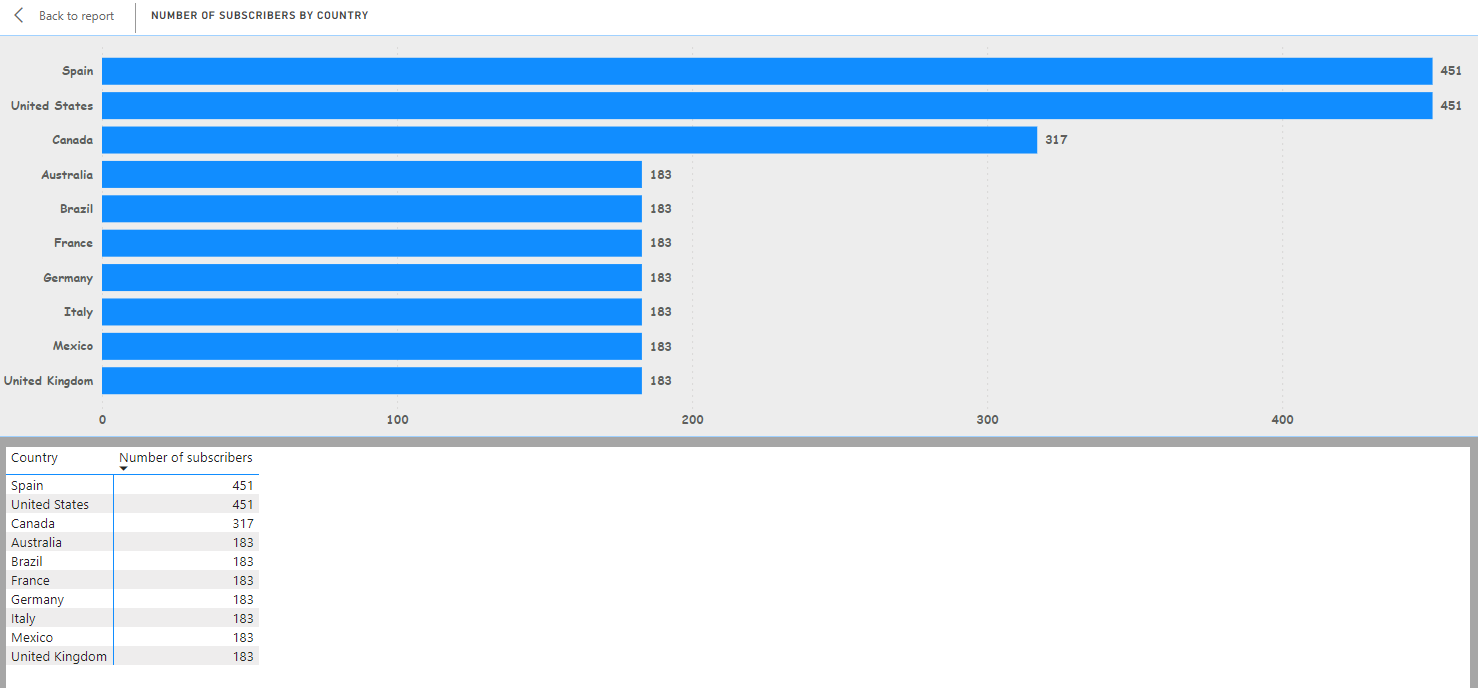 Back to report NUMBER OF SUBSCRIBERS BY COUNTRY
Spain 451
United States 451
Canada 317
Australia 183
Brazil 183
France 183
Germany 183
Italy 183
Mexico 183
United Kingdom 183
0 100 200 300 400
Country Number of subscribers
Spain 451
United States 451
Canada 317
Australia 183
Brazil 183
France 183
Germany 183
Italy 183
Mexico 183
United Kingdom 183